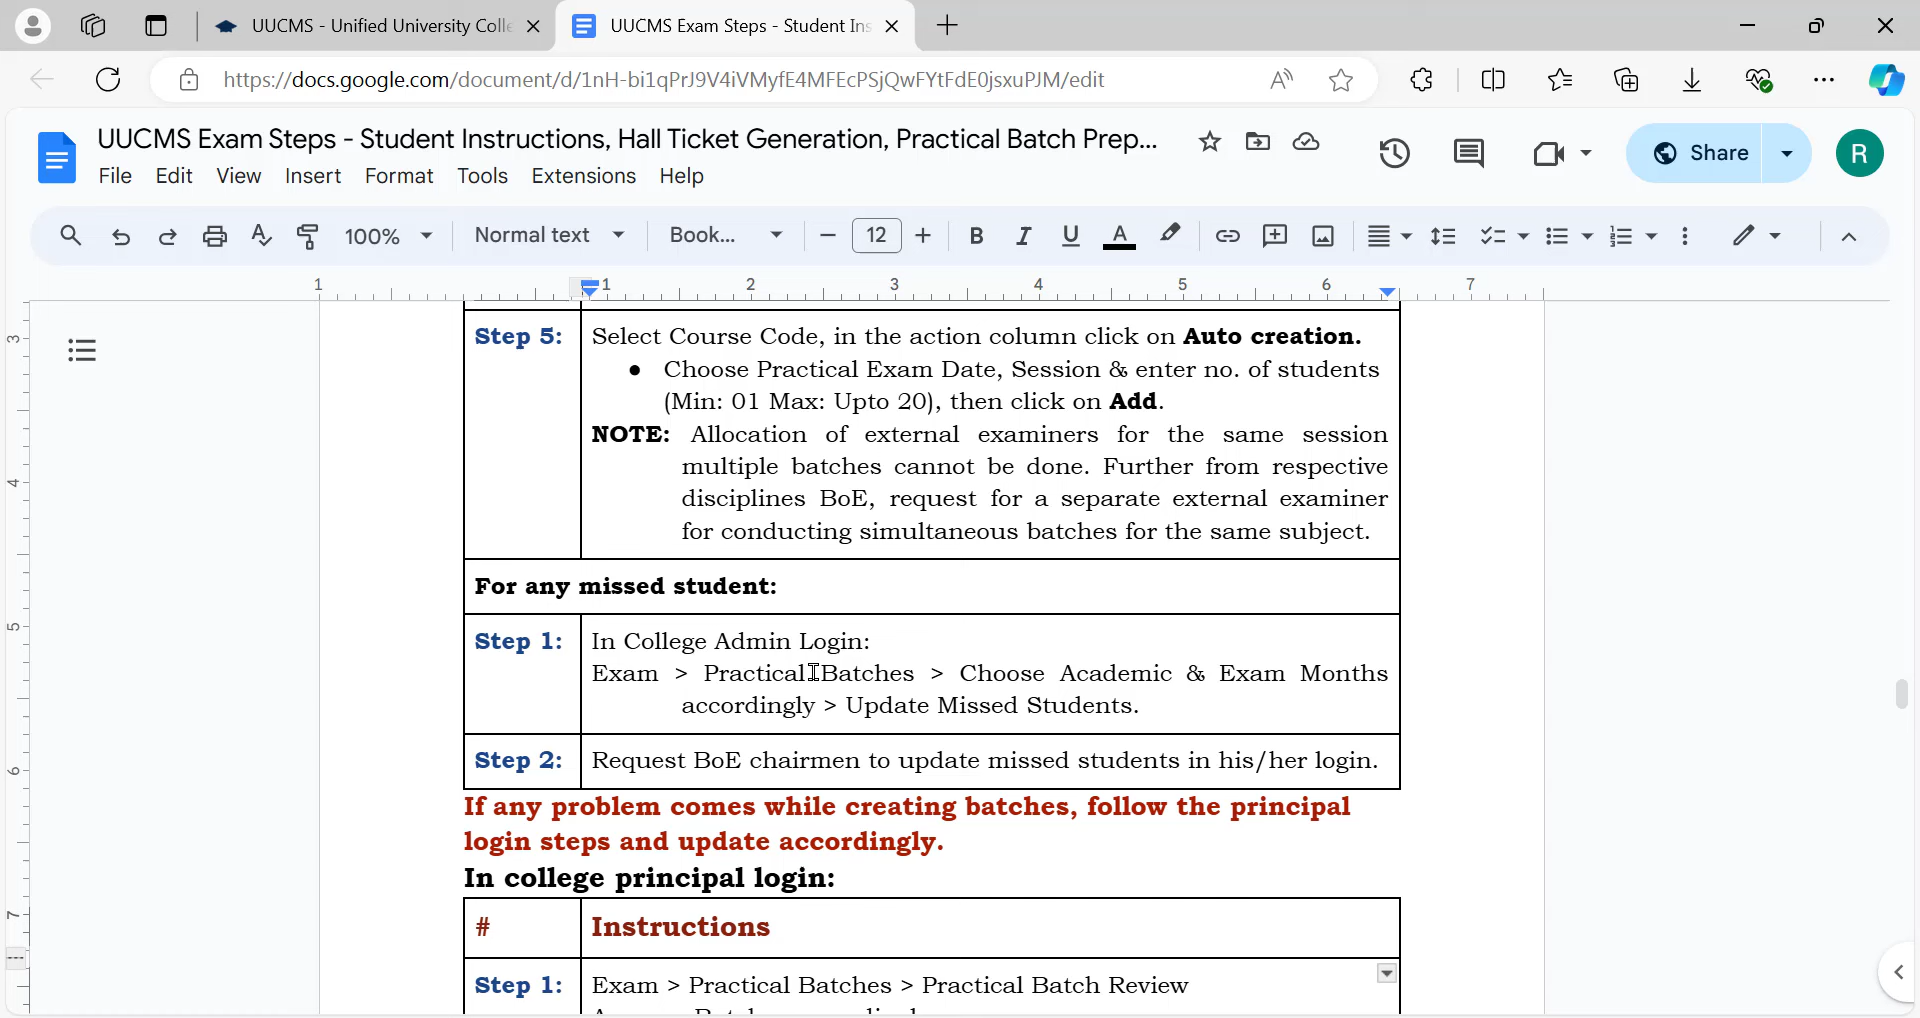 UUCMS - Unified University Colle
UUCMS Exam Steps - Student Ins
https://docs.google.com/document/d/1nH-bi1qPrJ9V4iVMyfE4MFEcPSjQwFYtFdE0jsxuPJM/edit
UUCMS Exam Steps - Student Instructions, Hall Ticket Generation, Practical Batch Prep...
Share
R
File Edit View Insert Format Tools Extensions Help
100% Normal text Book... − 12 + B I U A
1 1 2 3 4 5 6 7
3
4
5
6
7
Step 5: Select Course Code, in the action column click on Auto creation.
● Choose Practical Exam Date, Session & enter no. of students
(Min: 01 Max: Upto 20), then click on Add.
NOTE: Allocation of external examiners for the same session
multiple batches cannot be done. Further from respective
disciplines BoE, request for a separate external examiner
for conducting simultaneous batches for the same subject.
For any missed student:
Step 1: In College Admin Login:
Exam > Practical Batches > Choose Academic & Exam Months
accordingly > Update Missed Students.
Step 2: Request BoE chairmen to update missed students in his/her login.
If any problem comes while creating batches, follow the principal
login steps and update accordingly.
In college principal login:
# Instructions
Step 1: Exam > Practical Batches > Practical Batch Review